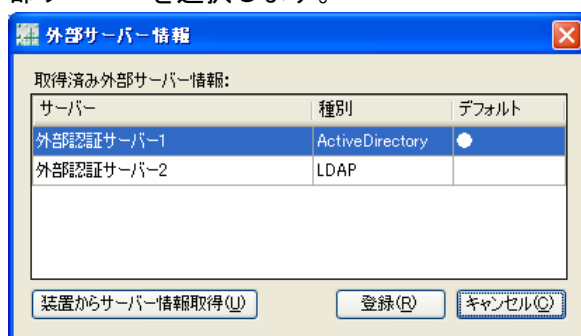 部サーバーを選択します。
外部サーバー情報
取得済み外部サーバー情報:
サーバー 種別 デフォルト
外部認証サーバー1 ActiveDirectory ●
外部認証サーバー2 LDAP
装置からサーバー情報取得(U) 登録(R) キャンセル(C)